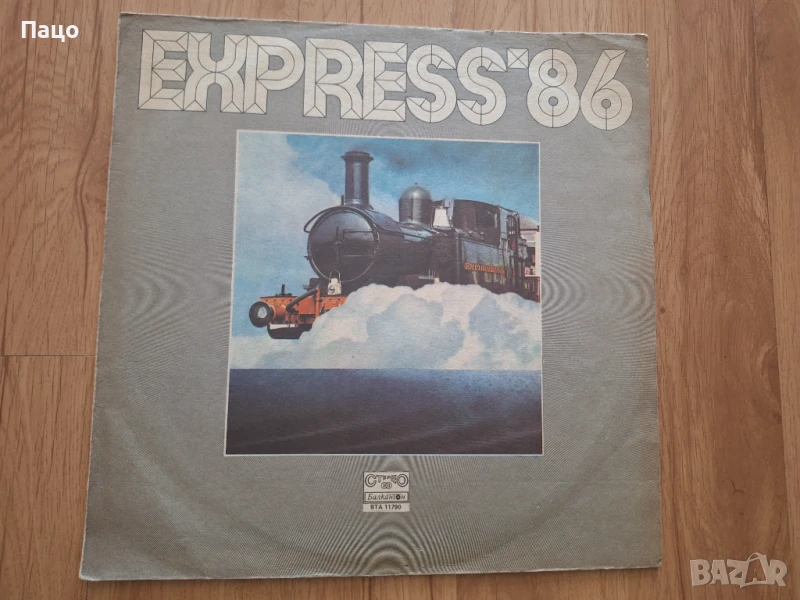 Пацо
EXPRESS'86
СТЕРЕО
Балкантон
ВТА 11790
BAZAR